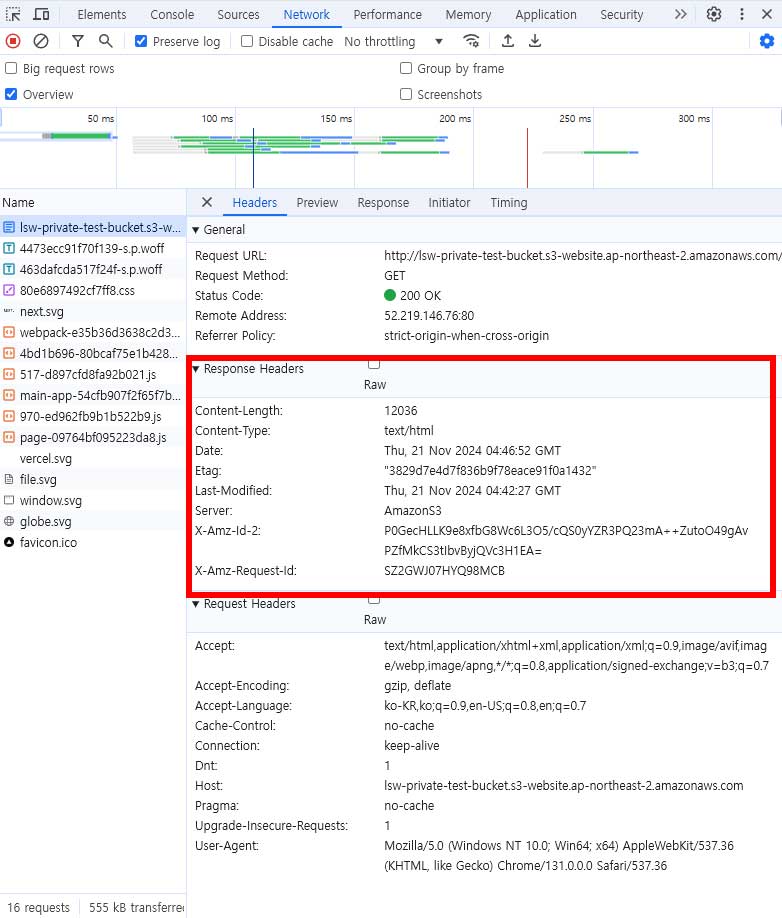 Elements Console Sources Network Performance Memory Application Security
Preserve log Disable cache No throttling
Big request rows Group by frame
Overview Screenshots
50 ms 100 ms 150 ms 200 ms 250 ms 300 ms
Name
lsw-private-test-bucket.s3-w...
4473ecc91f70f139-s.p.woff
463dafcda517f24f-s.p.woff
80e6897492cf7ff8.css
next.svg
webpack-e35b36d3638c2d3...
4bd1b696-80bcaf75e1b428...
517-d897cfd8fa92b021.js
main-app-54cfb907f2f65f7b...
970-ed962fb9b1b522b9.js
page-09764bf095223da8.js
vercel.svg
file.svg
window.svg
globe.svg
favicon.ico
16 requests 555 kB transferre
Headers Preview Response Initiator Timing
General
Request URL: http://lsw-private-test-bucket.s3-website.ap-northeast-2.amazonaws.com/
Request Method: GET
Status Code: 200 OK
Remote Address: 52.219.146.76:80
Referrer Policy: strict-origin-when-cross-origin
Response Headers
Raw
Content-Length: 12036
Content-Type: text/html
Date: Thu, 21 Nov 2024 04:46:52 GMT
Etag: "3829d7e4d7f836b9f78eace91f0a1432"
Last-Modified: Thu, 21 Nov 2024 04:42:27 GMT
Server: AmazonS3
X-Amz-Id-2: P0GecHLLK9e8xfbG8Wc6L3O5/cQS0yYZR3PQ23mA++ZutoO49gAv
PZfMkCS3tIbvByjQVc3H1EA=
X-Amz-Request-Id: SZ2GWJ07HYQ98MCB
Request Headers
Raw
Accept: text/html,application/xhtml+xml,application/xml;q=0.9,image/avif,imag
e/webp,image/apng,*/*;q=0.8,application/signed-exchange;v=b3;q=0.7
Accept-Encoding: gzip, deflate
Accept-Language: ko-KR,ko;q=0.9,en-US;q=0.8,en;q=0.7
Cache-Control: no-cache
Connection: keep-alive
Dnt: 1
Host: lsw-private-test-bucket.s3-website.ap-northeast-2.amazonaws.com
Pragma: no-cache
Upgrade-Insecure-Requests: 1
User-Agent: Mozilla/5.0 (Windows NT 10.0; Win64; x64) AppleWebKit/537.36
(KHTML, like Gecko) Chrome/131.0.0.0 Safari/537.36